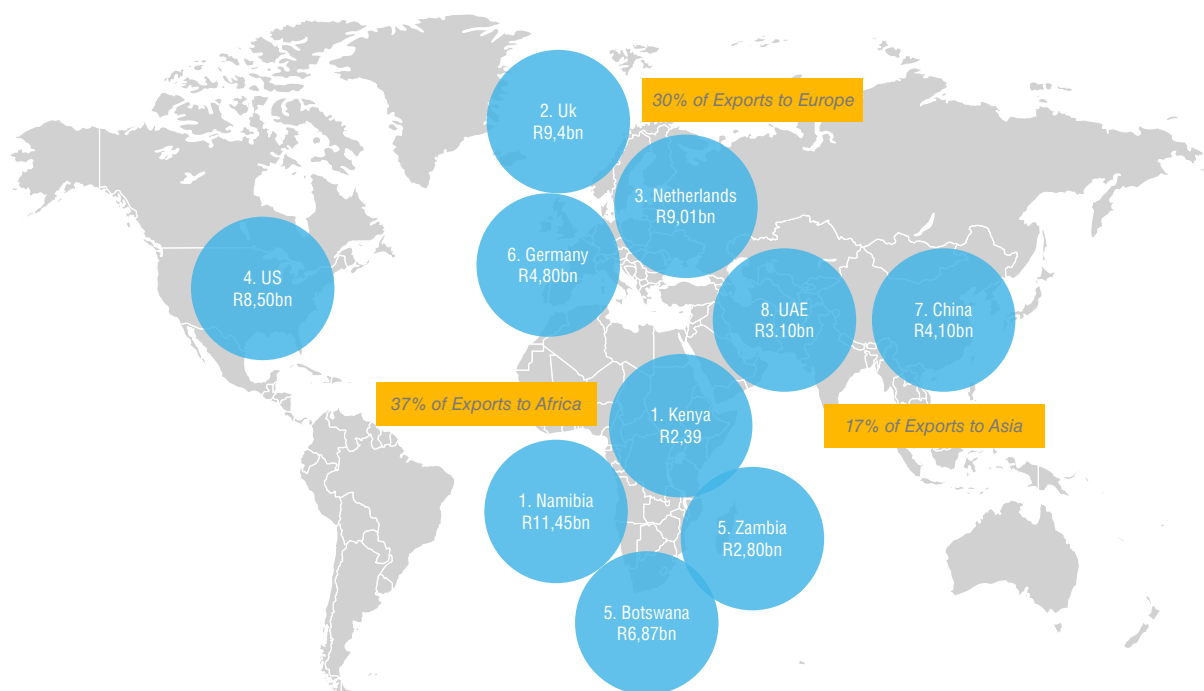 2. Uk
R9,4bn
30% of Exports to Europe
3. Netherlands
R9,01bn
6. Germany
R4,80bn
4. US
R8,50bn
8. UAE
R3.10bn
7. China
R4,10bn
37% of Exports to Africa
1. Kenya
R2,39
17% of Exports to Asia
1. Namibia
R11,45bn
5. Zambia
R2,80bn
5. Botswana
R6,87bn